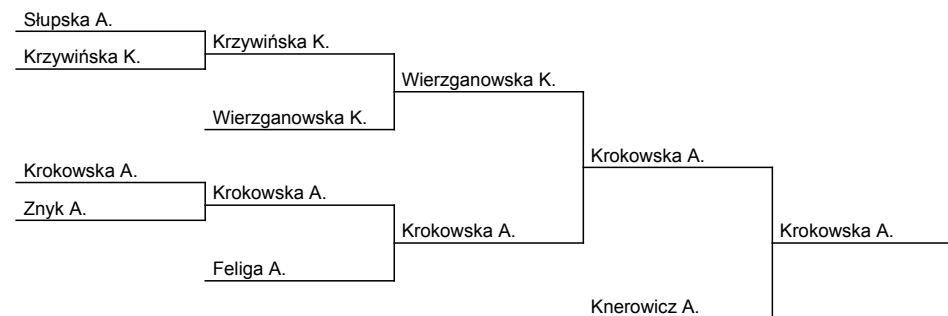 Słupska A.
Krzywińska K.
Krzywińska K.
Wierzganowska K.
Wierzganowska K.
Krokowska A.
Krokowska A.
Krokowska A.
Znyk A.
Krokowska A.
Krokowska A.
Feliga A.
Knerowicz A.